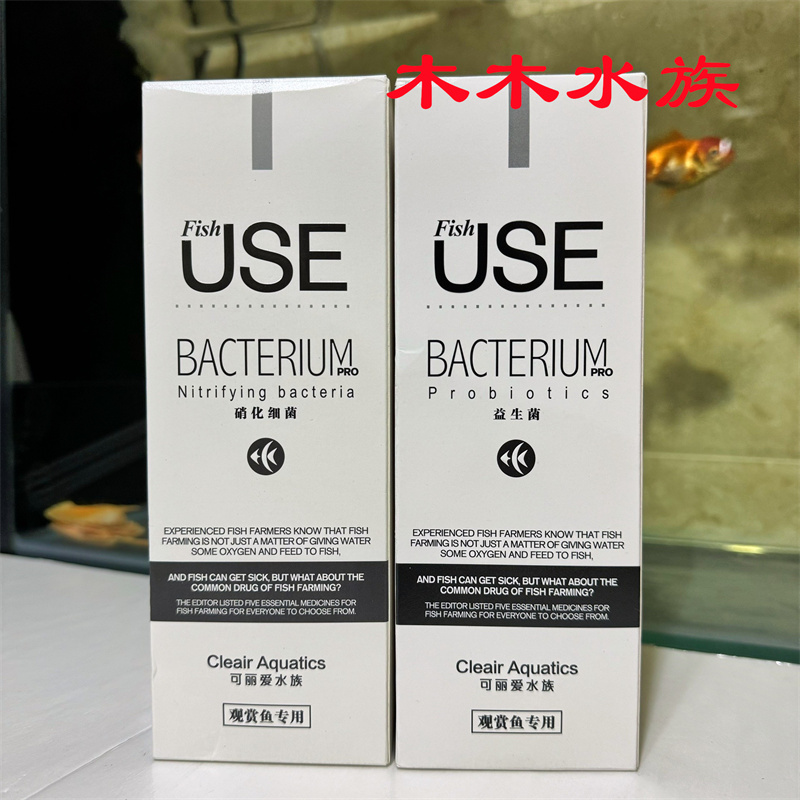 木木水族
Fish
USE
BACTERIUM PRO
Nitrifying bacteria
硝化细菌
EXPERIENCED FISH FARMERS KNOW THAT FISH
FARMING IS NOT JUST A MATTER OF GIVING WATER
SOME OXYGEN AND FEED TO FISH,
AND FISH CAN GET SICK, BUT WHAT ABOUT THE
COMMON DRUG OF FISH FARMING?
THE EDITOR LISTED FIVE ESSENTIAL MEDICINES FOR
FISH FARMING FOR EVERYONE TO CHOOSE FROM.
Cleair Aquatics
可丽爱水族
观赏鱼专用
Fish
USE
BACTERIUM PRO
Probiotics
益生菌
EXPERIENCED FISH FARMERS KNOW THAT FISH
FARMING IS NOT JUST A MATTER OF GIVING WATER
SOME OXYGEN AND FEED TO FISH,
AND FISH CAN GET SICK, BUT WHAT ABOUT THE
COMMON DRUG OF FISH FARMING?
THE EDITOR LISTED FIVE ESSENTIAL MEDICINES FOR
FISH FARMING FOR EVERYONE TO CHOOSE FROM.
Cleair Aquatics
可丽爱水族
观赏鱼专用